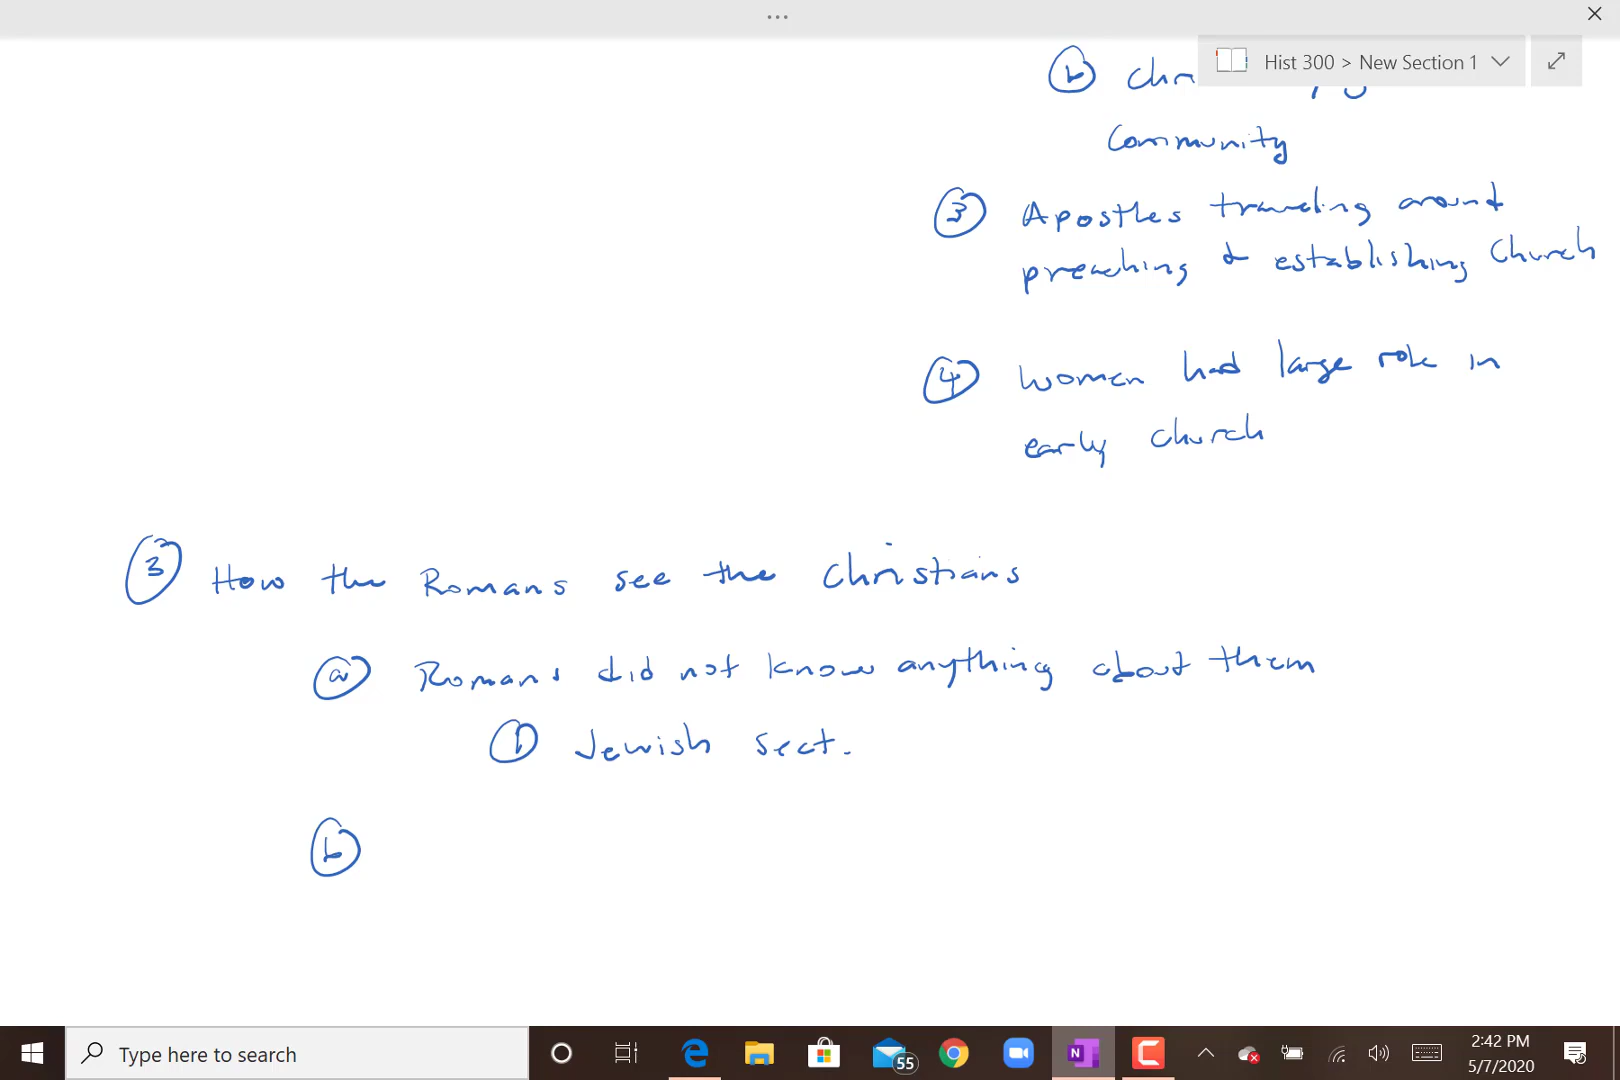 Hist 300 > New Section 1
b Chr
Community
3 Apostles traveling around
preaching & establishing Church
4 Women had large role in
early church
3 How the Romans see the Christians
a Romans did not know anything about them
1 Jewish sect.
b
Type here to search
55
2:42 PM
5/7/2020